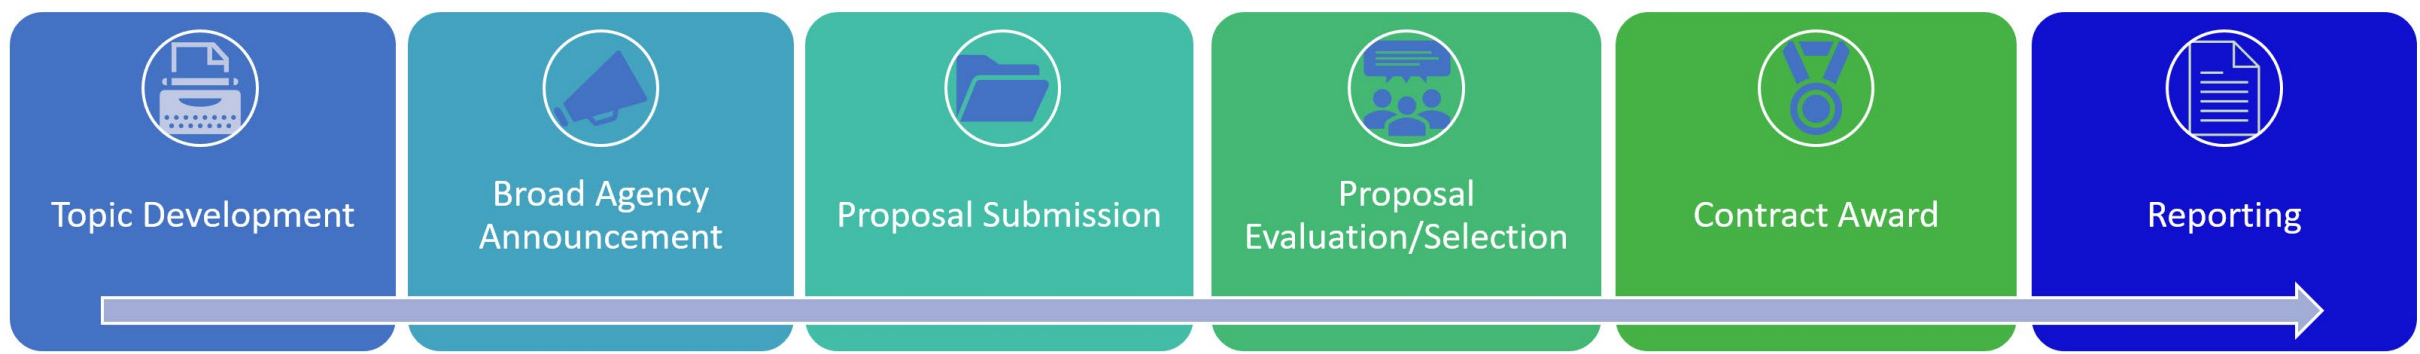 Topic Development
Broad Agency
Announcement
Proposal Submission
Proposal
Evaluation/Selection
Contract Award
Reporting